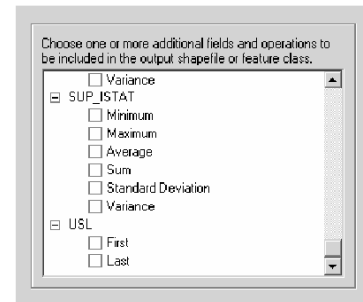 Choose one or more additional fields and operations to
be included in the output shapefile or feature class.
Variance
SUP_ISTAT
Minimum
Maximum
Average
Sum
Standard Deviation
Variance
USL
First
Last